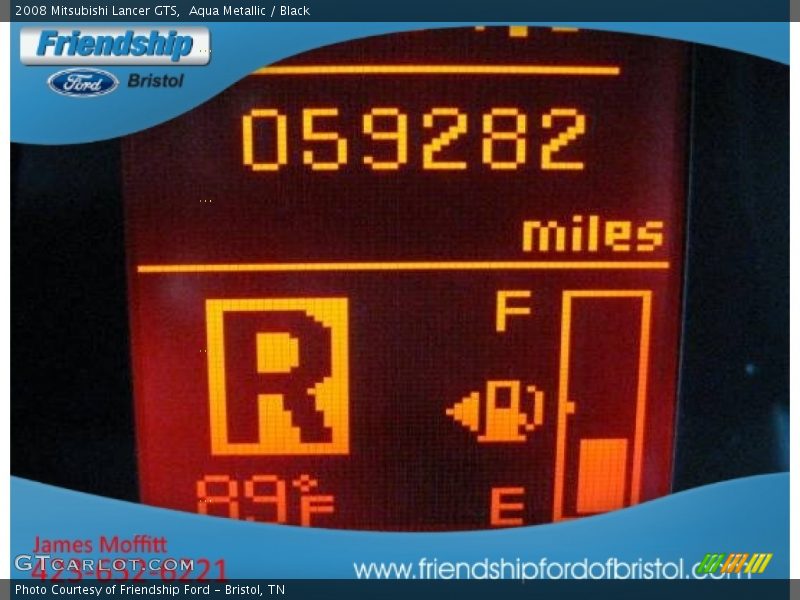 2008 Mitsubishi Lancer GTS,  Aqua Metallic / Black
Friendship
Ford Bristol
059282
miles
R
F
E
89°F
James Moffitt
423-652-6221
GTCARLOT.COM
www.friendshipfordofbristol.com
Photo Courtesy of Friendship Ford - Bristol, TN